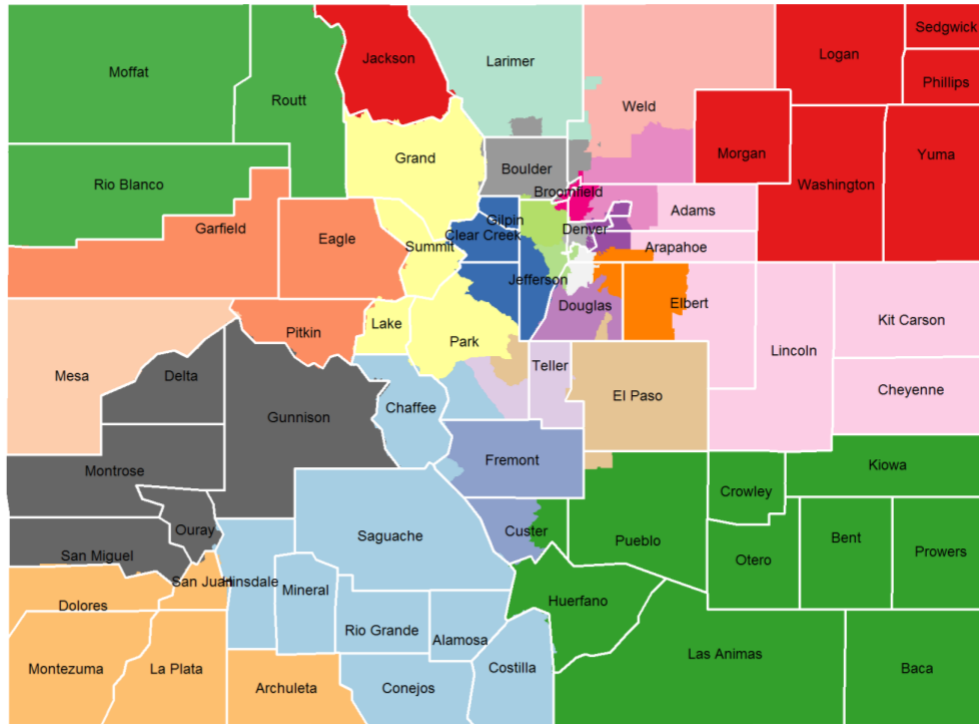 Sedgwick
Moffat
Jackson
Larimer
Logan
Phillips
Routt
Weld
Grand
Boulder
Morgan
Yuma
Rio Blanco
Washington
Broomfield
Adams
Gilpin
Garfield
Denver
Eagle
Clear Creek
Summit
Arapahoe
Jefferson
Douglas
Elbert
Kit Carson
Lake
Pitkin
Park
Lincoln
Mesa
Delta
Teller
Cheyenne
El Paso
Chaffee
Gunnison
Fremont
Kiowa
Montrose
Crowley
Ouray
Custer
Saguache
Pueblo
Bent
Prowers
San Miguel
Otero
San Juan
Hinsdale
Mineral
Dolores
Huerfano
Rio Grande
Alamosa
Las Animas
Montezuma
La Plata
Costilla
Baca
Archuleta
Conejos